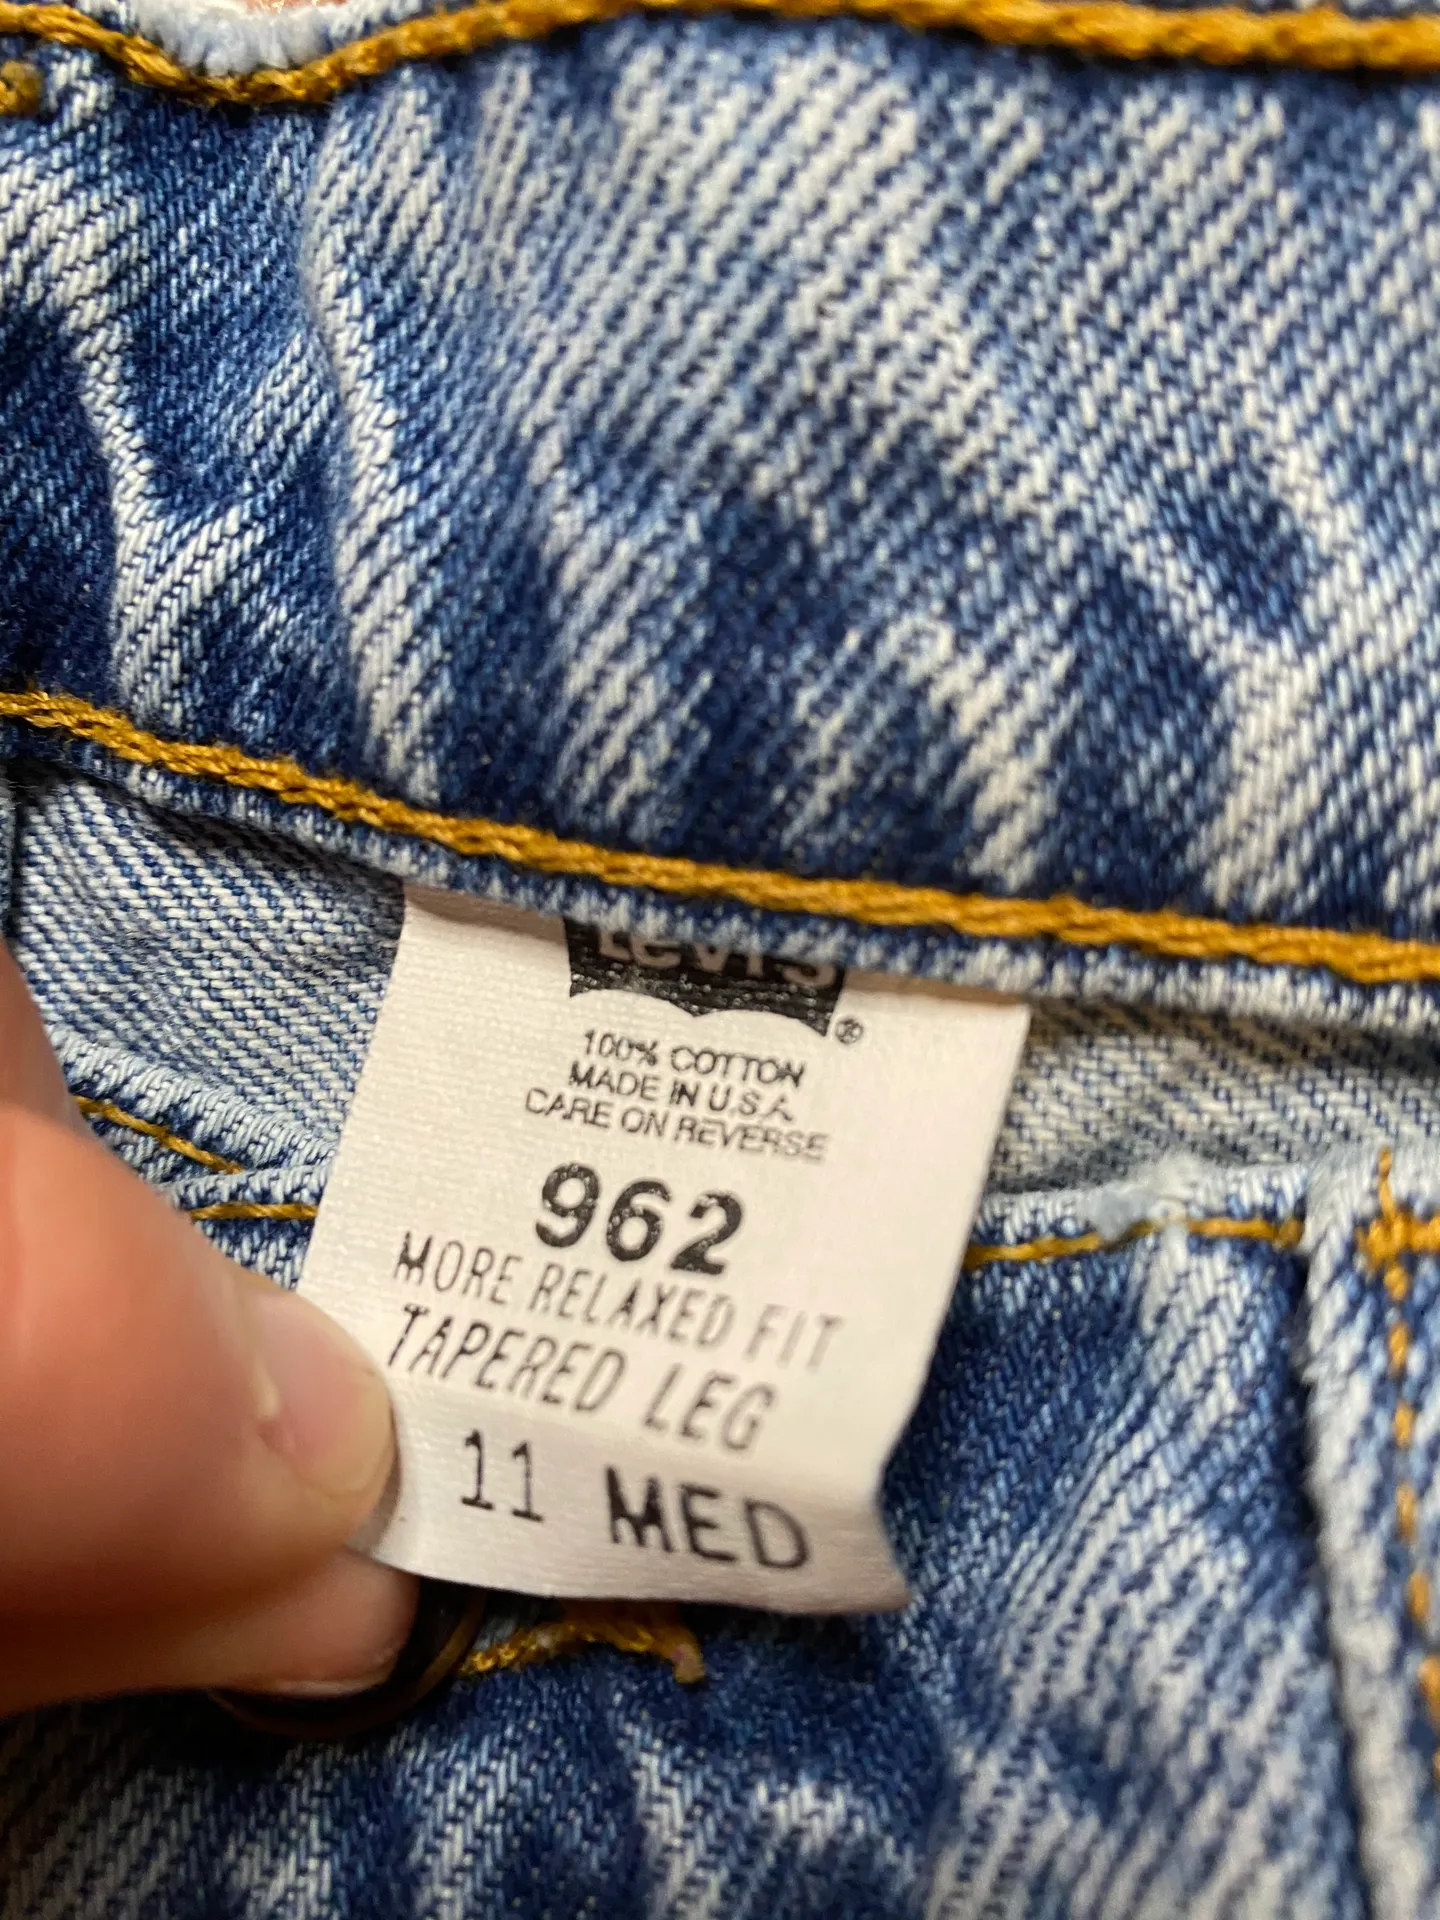 Levi's
®
100% COTTON
MADE IN U.S.A.
CARE ON REVERSE
962
MORE RELAXED FIT
TAPERED LEG
11 MED